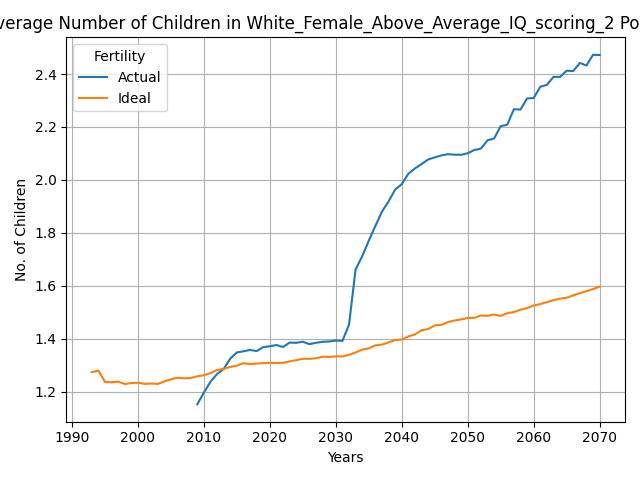 verage Number of Children in White_Female_Above_Average_IQ_scoring_2 Po
Fertility
Actual
Ideal
2.4
2.2
2.0
1.8
1.6
1.4
1.2
No. of Children
1990 2000 2010 2020 2030 2040 2050 2060 2070
Years